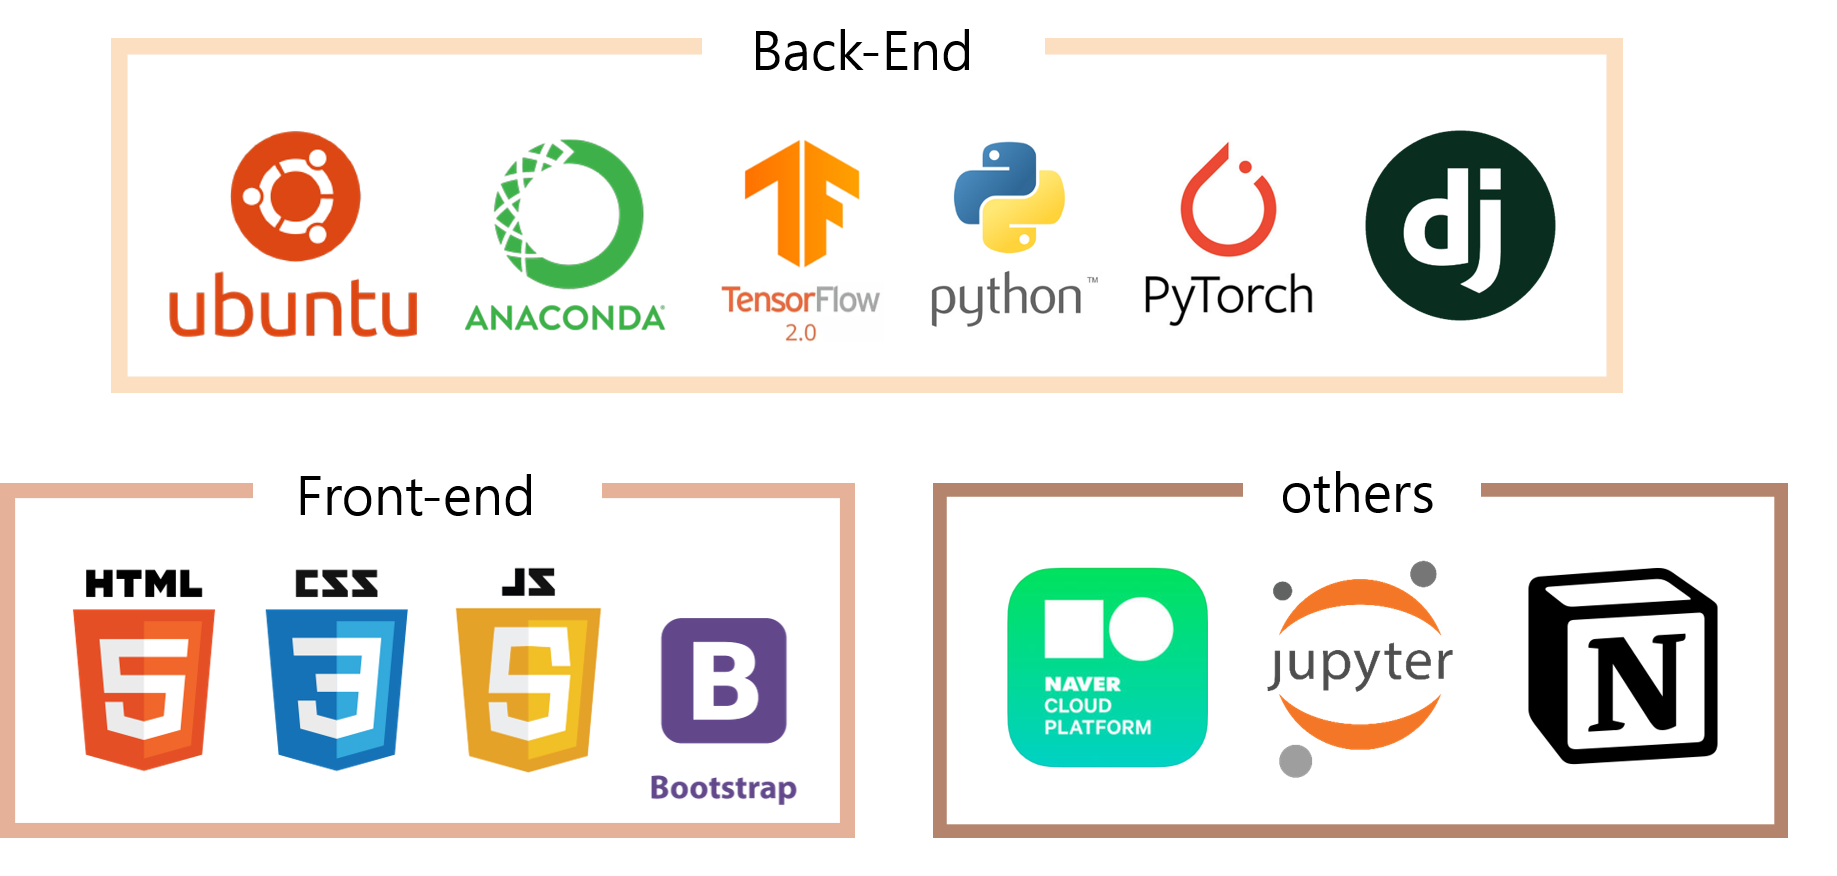 Back-End
ubuntu
ANACONDA
TensorFlow
2.0
python™
PyTorch
dj
Front-end
HTML
5
CSS
3
JS
5
B
Bootstrap
others
NAVER
CLOUD
PLATFORM
jupyter
N